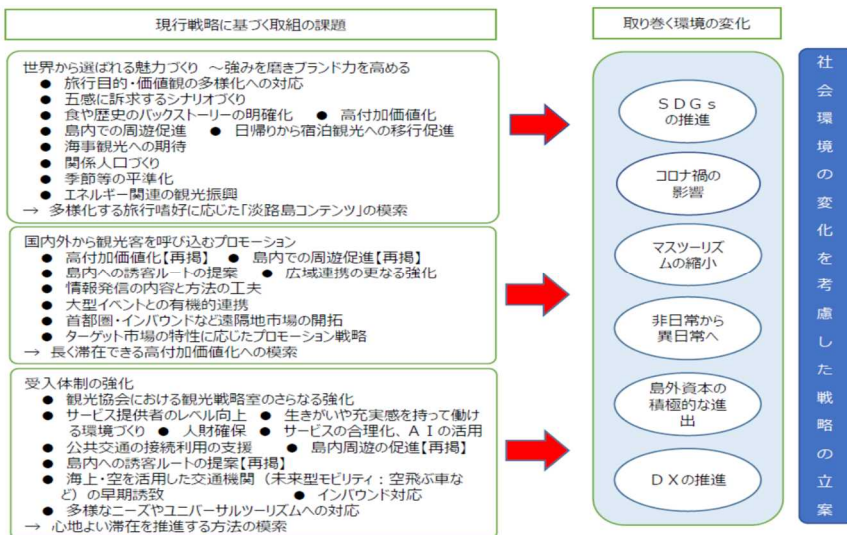 現行戦略に基づく取組の課題
世界から選ばれる魅力づくり ～強みを磨きブランド力を高める
● 旅行目的・価値観の多様化への対応
● 五感に訴求するシナリオづくり
● 食や歴史のバックストーリーの明確化 ● 高付加価値化
● 島内での周遊促進 ● 日帰りから宿泊観光への移行促進
● 海事観光への期待
● 関係人口づくり
● 季節等の平準化
● エネルギー関連の観光振興
→ 多様化する旅行嗜好に応じた「淡路島コンテンツ」の模索
国内外から観光客を呼び込むプロモーション
● 高付加価値化【再掲】 ● 島内での周遊促進【再掲】
● 島内への誘客ルートの提案 ● 広域連携の更なる強化
● 情報発信の内容と方法の工夫
● 大型イベントとの有機的連携
● 首都圏・インバウンドなど遠隔地市場の開拓
● ターゲット市場の特性に応じたプロモーション戦略
→ 長く滞在できる高付加価値化への模索
受入体制の強化
● 観光協会における観光戦略室のさらなる強化
● サービス提供者のレベル向上 ● 生きがいや充実感を持って働け
る環境づくり ● 人財確保 ● サービスの合理化、ＡＩの活用
● 公共交通の接続利用の支援 ● 島内周遊の促進【再掲】
● 島内への誘客ルートの提案【再掲】
● 海上・空を活用した交通機関（未来型モビリティ：空飛ぶ車な
ど）の早期誘致 ● インバウンド対応
● 多様なニーズやユニバーサルツーリズムへの対応
→ 心地よい滞在を推進する方法の模索
取り巻く環境の変化
ＳＤＧｓ
の推進
コロナ禍の
影響
マスツーリズ
ムの縮小
非日常から
異日常へ
島外資本の
積極的な進
出
ＤＸの推進
社会環境の変化を考慮した戦略の立案